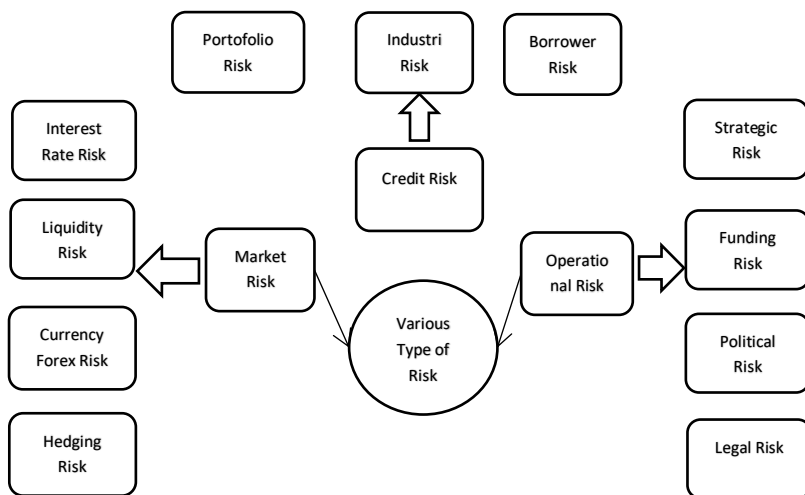 Portofolio
Risk
Industri
Risk
Borrower
Risk
Interest
Rate Risk
Strategic
Risk
Credit Risk
Liquidity
Risk
Market
Risk
Operatio
nal Risk
Funding
Risk
Various
Type of
Risk
Currency
Forex Risk
Political
Risk
Hedging
Risk
Legal Risk